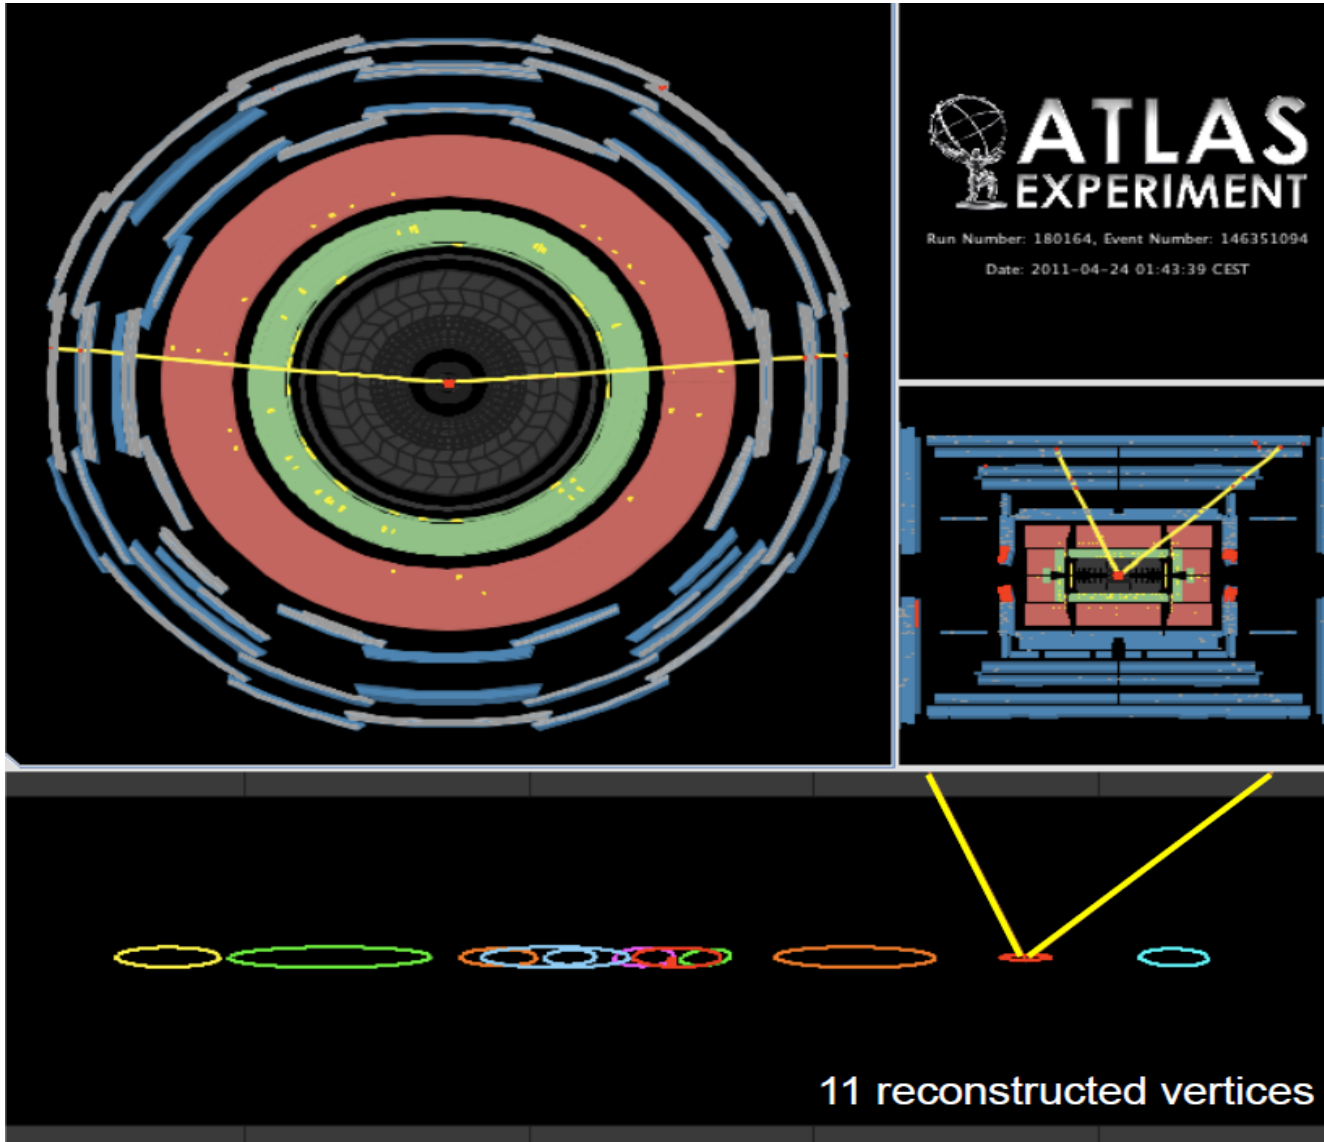 ATLAS
EXPERIMENT
Run Number: 180164, Event Number: 146351094
Date: 2011-04-24 01:43:39 CEST
11 reconstructed vertices